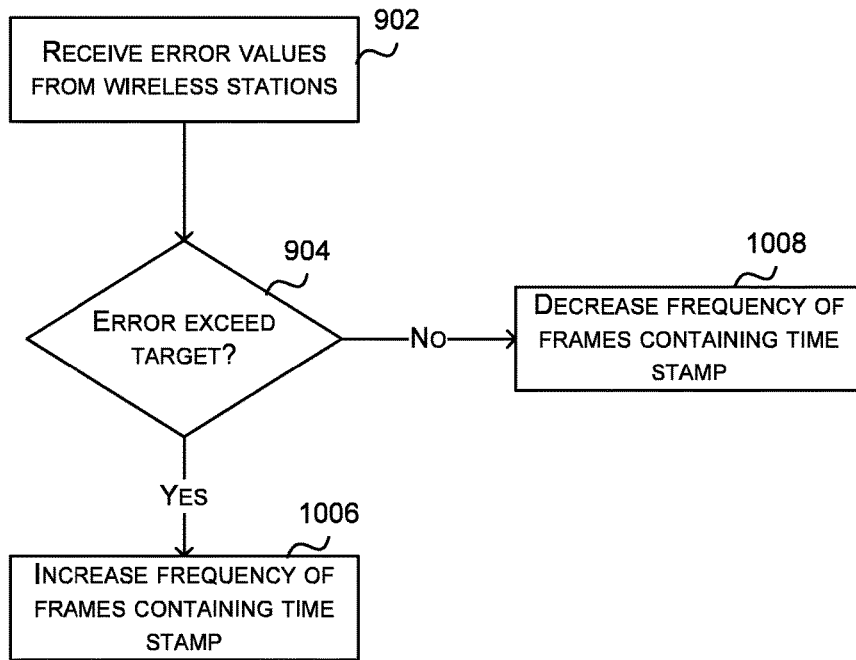 902
RECEIVE ERROR VALUES
FROM WIRELESS STATIONS
904
ERROR EXCEED
TARGET?
NO
1008
DECREASE FREQUENCY OF
FRAMES CONTAINING TIME
STAMP
YES
1006
INCREASE FREQUENCY OF
FRAMES CONTAINING TIME
STAMP